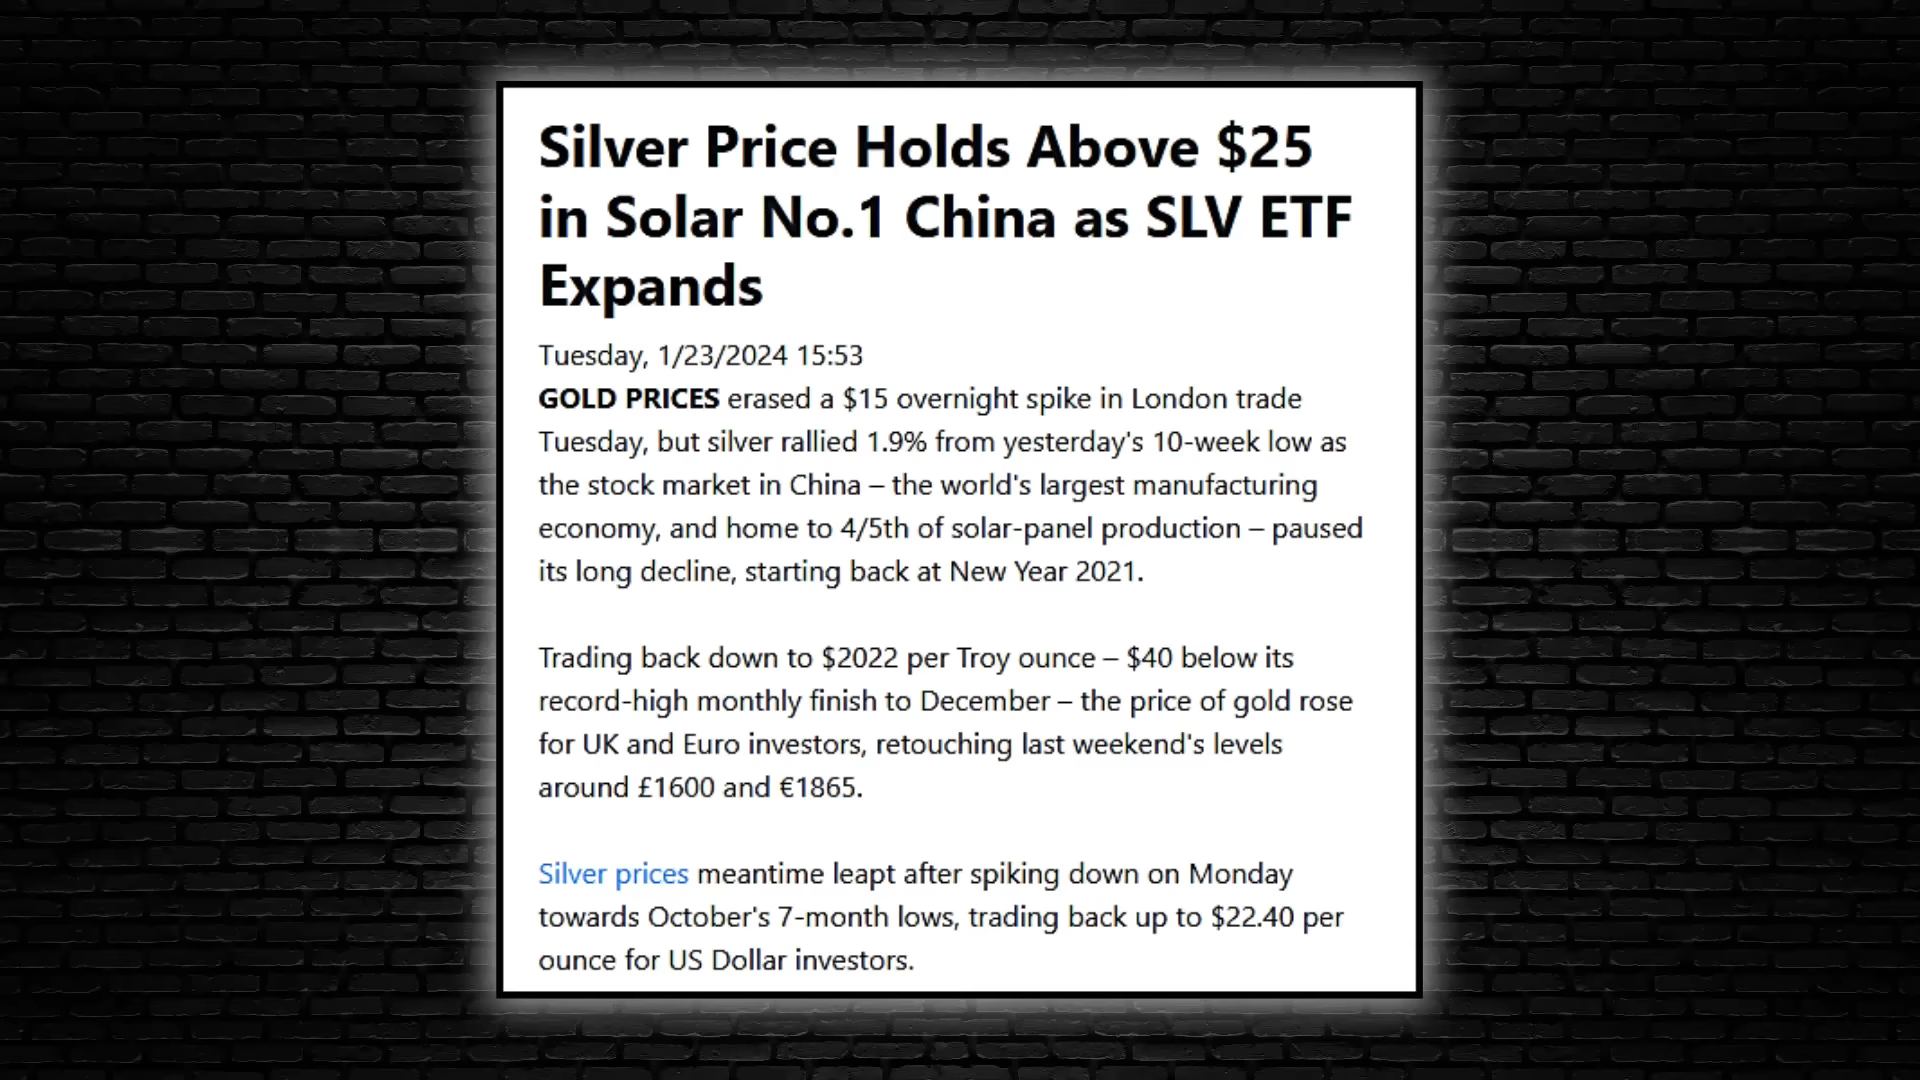 Silver Price Holds Above $25
in Solar No.1 China as SLV ETF
Expands
Tuesday, 1/23/2024 15:53
GOLD PRICES erased a $15 overnight spike in London trade
Tuesday, but silver rallied 1.9% from yesterday's 10-week low as
the stock market in China – the world's largest manufacturing
economy, and home to 4/5th of solar-panel production – paused
its long decline, starting back at New Year 2021.
Trading back down to $2022 per Troy ounce – $40 below its
record-high monthly finish to December – the price of gold rose
for UK and Euro investors, retouching last weekend's levels
around £1600 and €1865.
Silver prices meantime leapt after spiking down on Monday
towards October's 7-month lows, trading back up to $22.40 per
ounce for US Dollar investors.